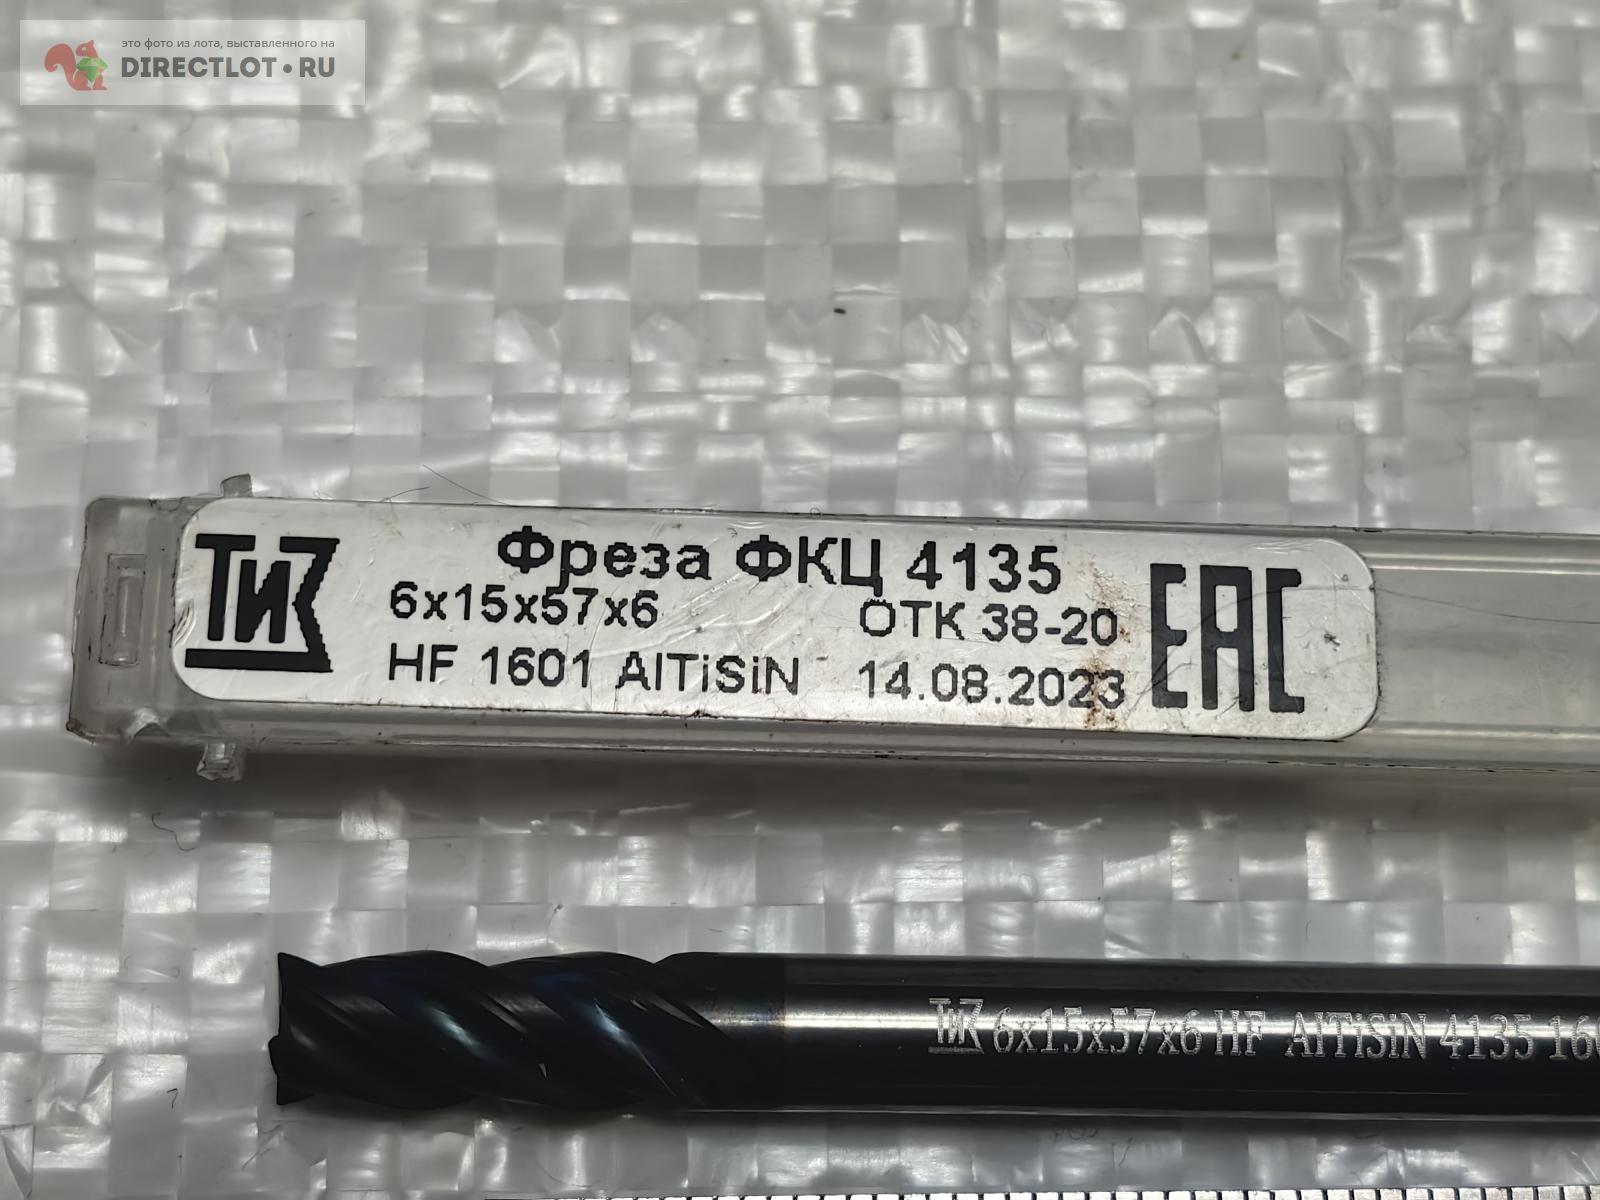 это фото из лота, выставленного на
DIRECTLOT•RU
ТИЗ
Фреза ФКЦ 4135
6x15x57x6 ОТК 38-20
HF 1601 AlTiSiN 14.08.2023
EAC
ТИЗ 6x15x57x6 HF AlTiSiN 4135